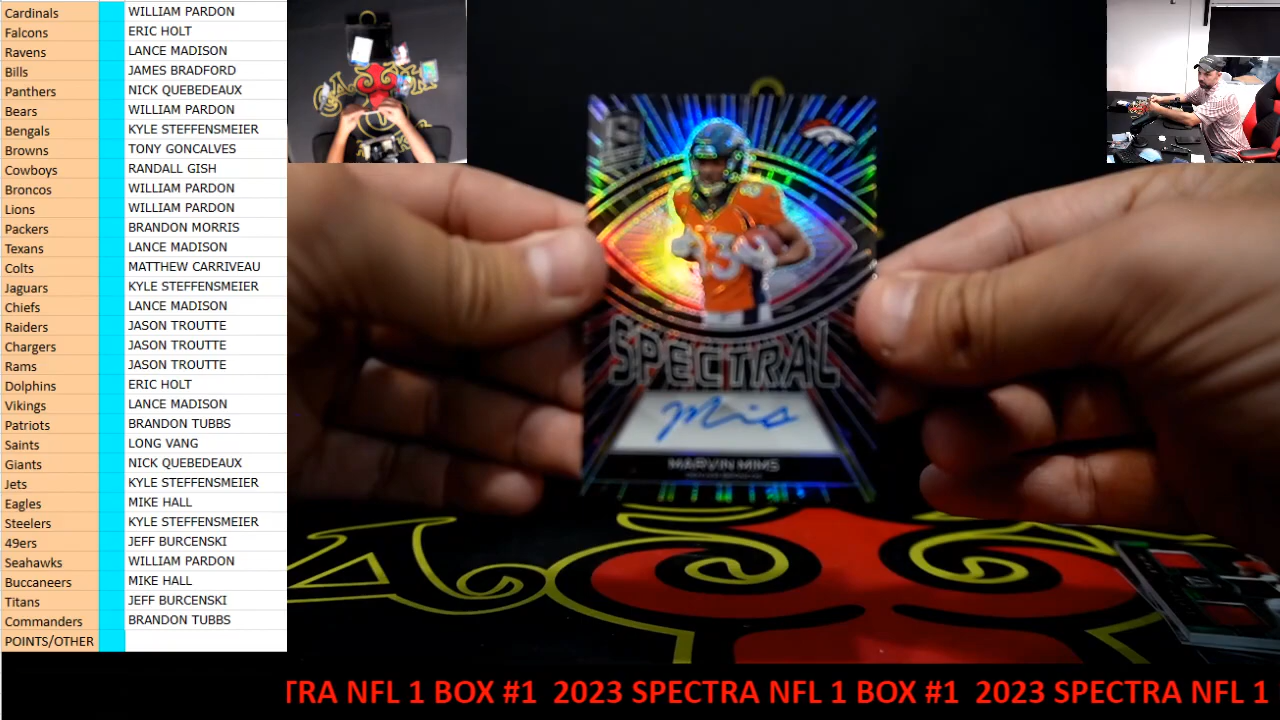 Cardinals WILLIAM PARDON
Falcons ERIC HOLT
Ravens LANCE MADISON
Bills JAMES BRADFORD
Panthers NICK QUEBEDEAUX
Bears WILLIAM PARDON
Bengals KYLE STEFFENSMEIER
Browns TONY GONCALVES
Cowboys RANDALL GISH
Broncos WILLIAM PARDON
Lions WILLIAM PARDON
Packers BRANDON MORRIS
Texans LANCE MADISON
Colts MATTHEW CARRIVEAU
Jaguars KYLE STEFFENSMEIER
Chiefs LANCE MADISON
Raiders JASON TROUTTE
Chargers JASON TROUTTE
Rams JASON TROUTTE
Dolphins ERIC HOLT
Vikings LANCE MADISON
Patriots BRANDON TUBBS
Saints LONG VANG
Giants NICK QUEBEDEAUX
Jets KYLE STEFFENSMEIER
Eagles MIKE HALL
Steelers KYLE STEFFENSMEIER
49ers JEFF BURCENSKI
Seahawks WILLIAM PARDON
Buccaneers MIKE HALL
Titans JEFF BURCENSKI
Commanders BRANDON TUBBS
POINTS/OTHER
SPECTRAL
MARVIN MIMS
TRA NFL 1 BOX #1 2023 SPECTRA NFL 1 BOX #1 2023 SPECTRA NFL 1